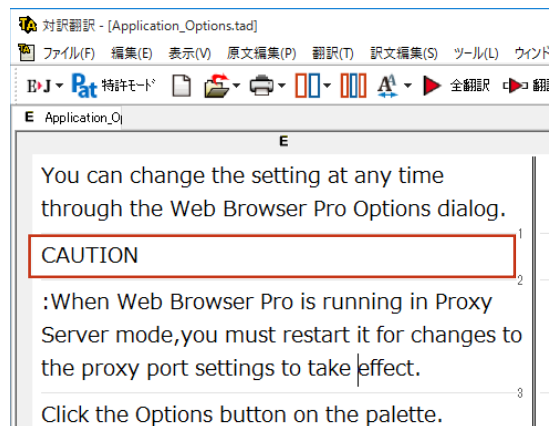 対訳翻訳 - [Application_Options.tad]
ファイル(F) 編集(E) 表示(V) 原文編集(P) 翻訳(T) 訳文編集(S) ツール(L)
E›J Pat 特許モード 全翻訳
E Application_O
E
You can change the setting at any time
through the Web Browser Pro Options dialog.
1
CAUTION
2
:When Web Browser Pro is running in Proxy
Server mode,you must restart it for changes to
the proxy port settings to take effect.
3
Click the Options button on the palette.